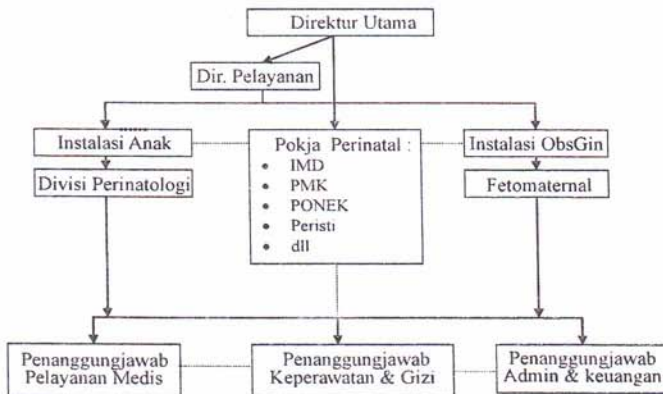 Direktur Utama
Dir. Pelayanan
Instalasi Anak
Pokja Perinatal :
• IMD
• PMK
• PONEK
• Peristi
• dll
Instalasi ObsGin
Divisi Perinatologi
Fetomaternal
Penanggungjawab
Pelayanan Medis
Penanggungjawab
Keperawatan & Gizi
Penanggungjawab
Admin & keuangan